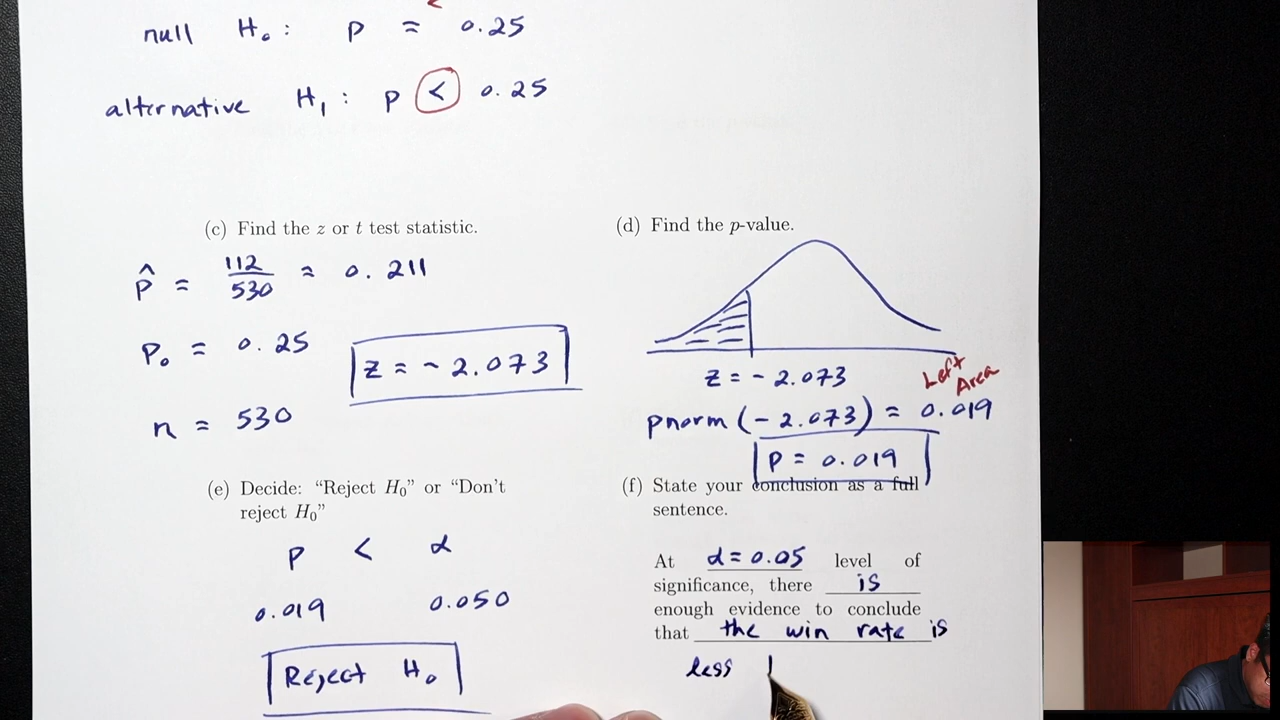 null H₀ : p = 0.25
alternative H₁ : p < 0.25
(c) Find the z or t test statistic.
p̂ = 112/530 ≈ 0.211
p₀ = 0.25
z = - 2.073
n = 530
(d) Find the p-value.
z = - 2.073
Left Area
pnorm (- 2.073) = 0.019
p = 0.019
(e) Decide: “Reject H₀” or “Don’t
reject H₀”
p < α
0.019 0.050
Reject H₀
(f) State your conclusion as a full
sentence.
At α = 0.05 level of
significance, there is
enough evidence to conclude
that the win rate is
less